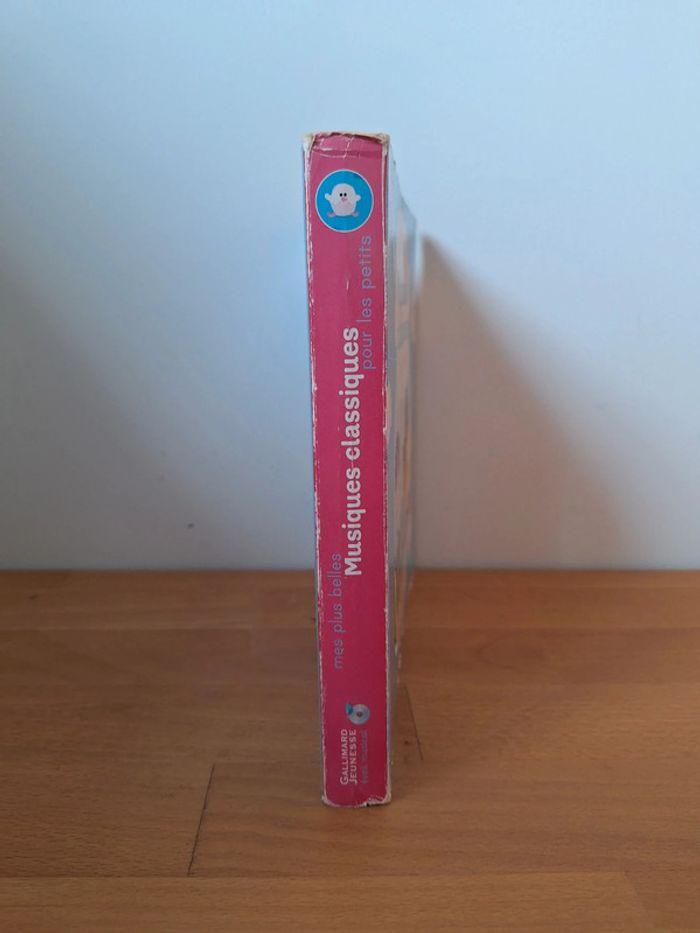 mes plus belles
Musiques classiques
pour les petits
GALLIMARD
JEUNESSE